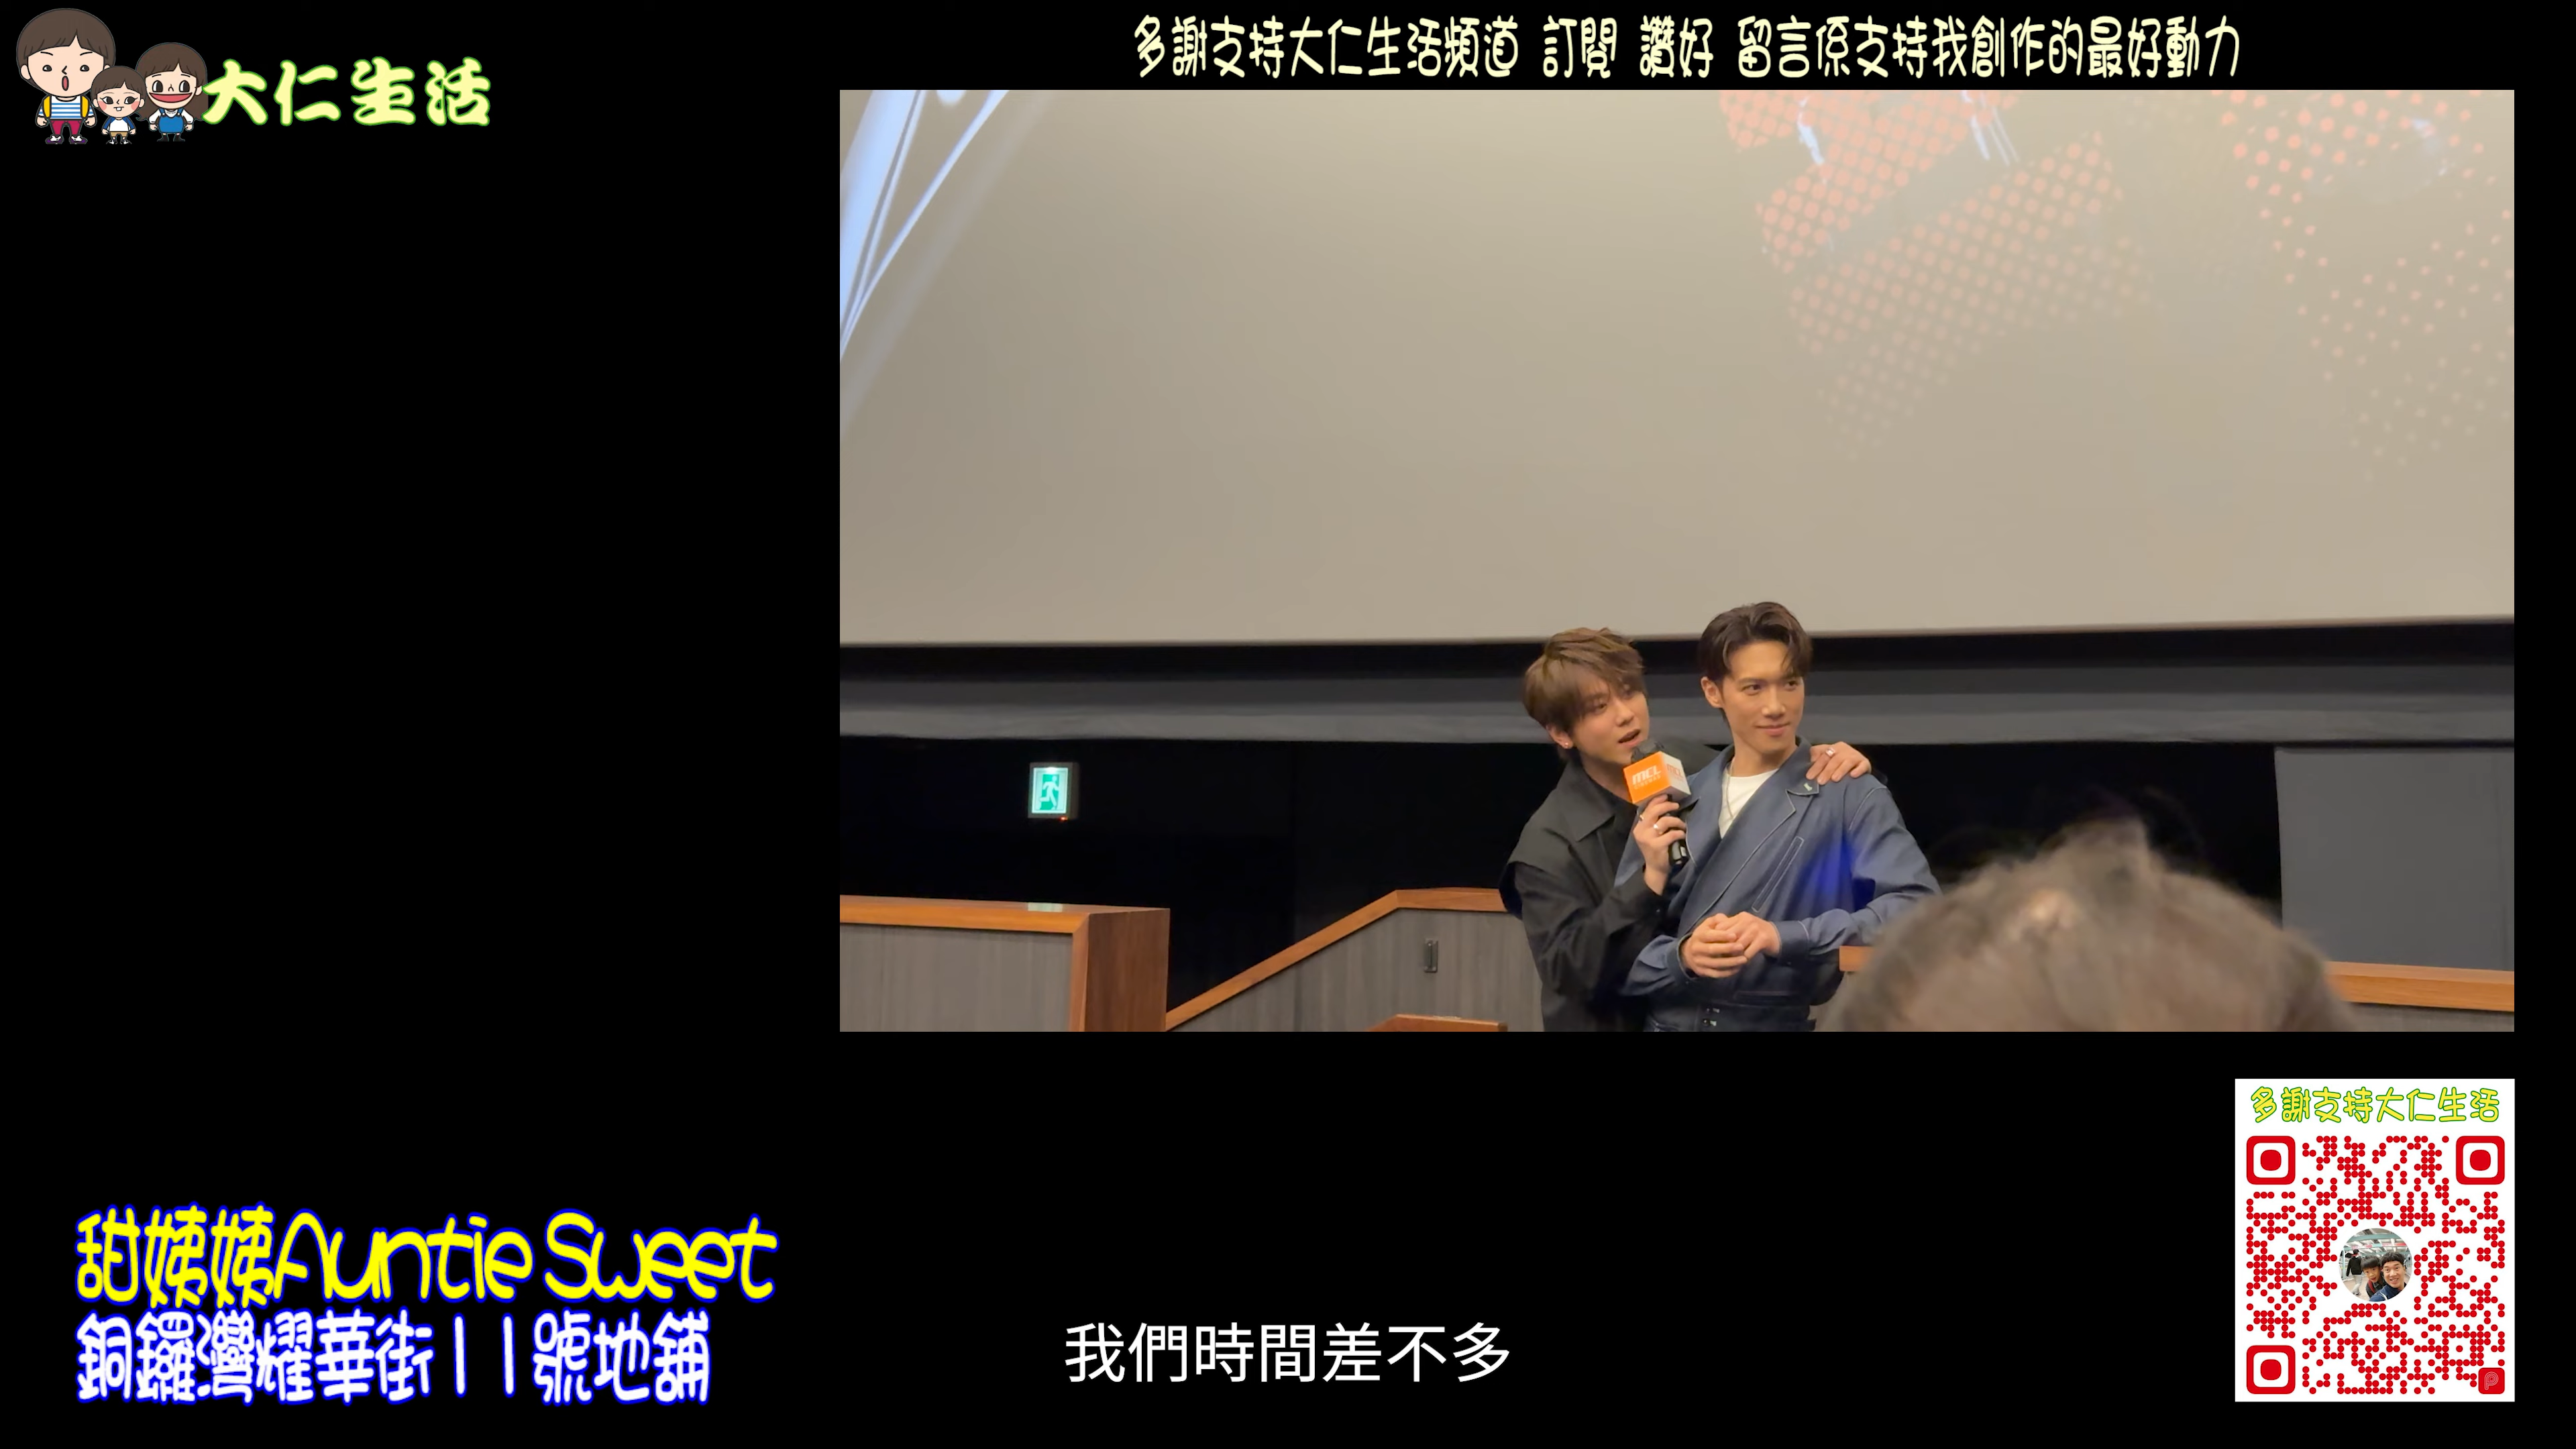 多謝支持大仁生活頻道 訂閱 讚好 留言係支持我創作的最好動力
大仁生活
MCL
多謝支持大仁生活
甜姨姨Auntie Sweet
銅鑼灣耀華街11號地舖
我們時間差不多